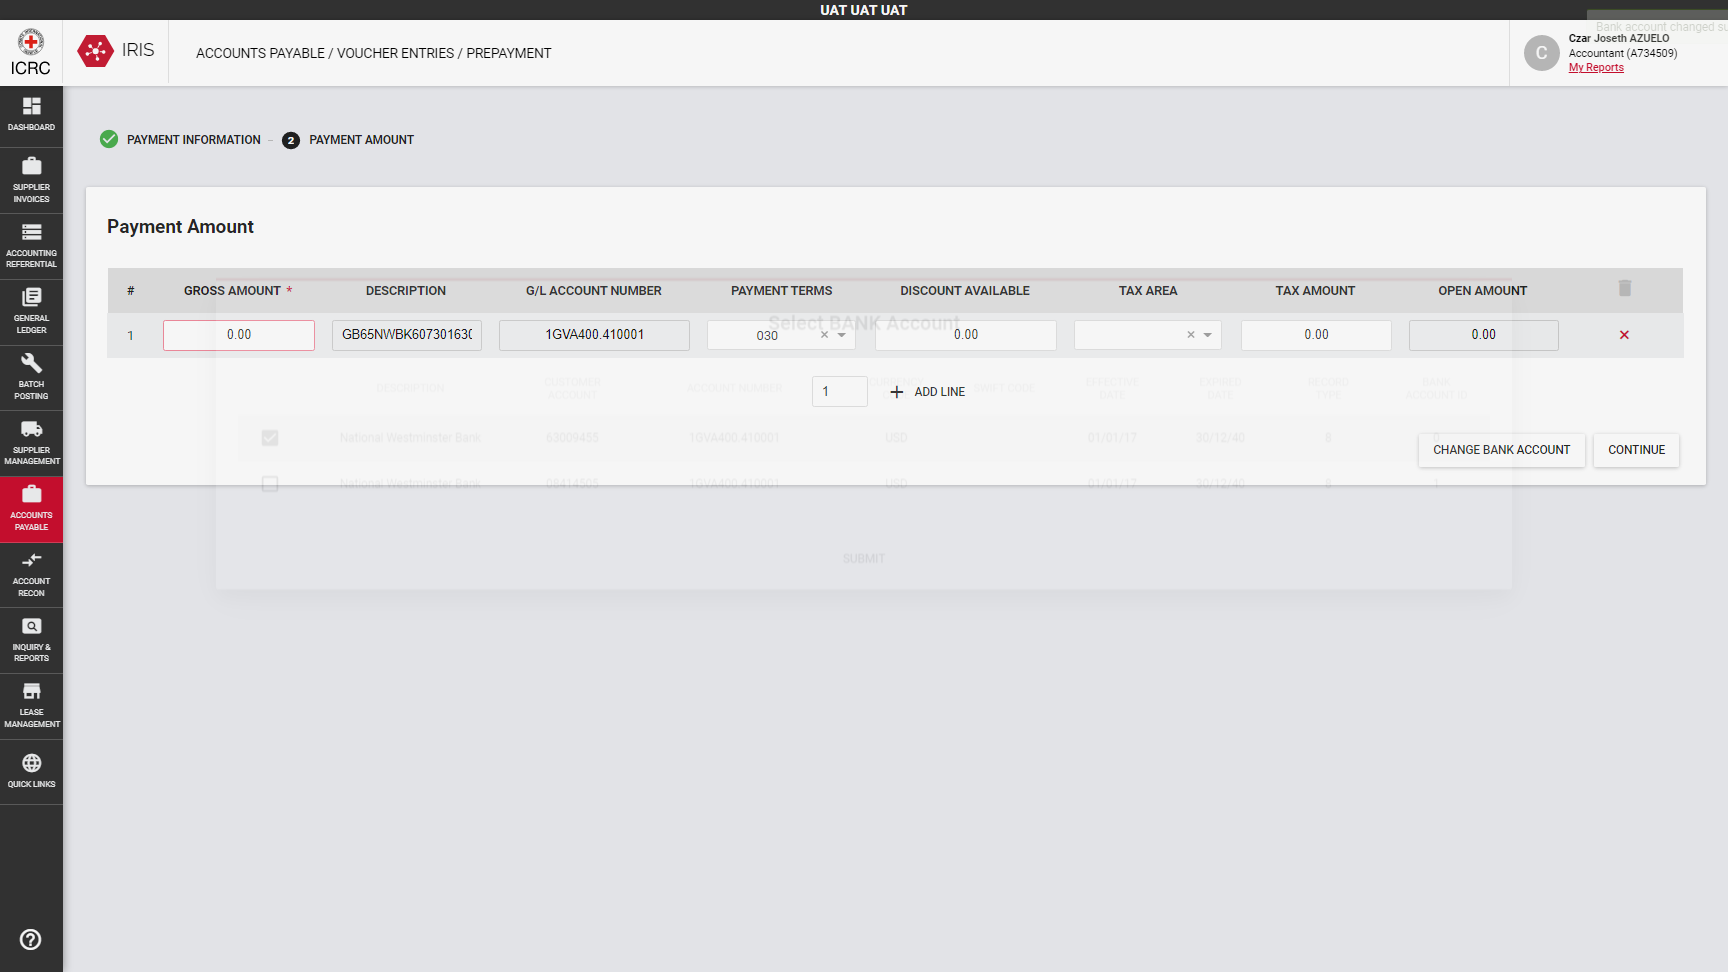 UAT UAT UAT
Bank account changed su
ICRC
IRIS
ACCOUNTS PAYABLE / VOUCHER ENTRIES / PREPAYMENT
C
Czar Joseth AZUELO
Accountant (A734509)
My Reports
DASHBOARD
SUPPLIER
INVOICES
ACCOUNTING
REFERENTIAL
GENERAL
LEDGER
BATCH
POSTING
SUPPLIER
MANAGEMENT
ACCOUNTS
PAYABLE
ACCOUNT
RECON
INQUIRY &
REPORTS
LEASE
MANAGEMENT
QUICK LINKS
PAYMENT INFORMATION – 2 PAYMENT AMOUNT
Payment Amount
# GROSS AMOUNT * DESCRIPTION G/L ACCOUNT NUMBER PAYMENT TERMS DISCOUNT AVAILABLE TAX AREA TAX AMOUNT OPEN AMOUNT
1 0.00 GB65NWBK607301630 1GVA400.410001 030 0.00 0.00 0.00
Select BANK Account
1 + ADD LINE
DESCRIPTION CUSTOMER ACCOUNT ACCOUNT NUMBER CURRENCY SWIFT CODE EFFECTIVE DATE EXPIRED DATE RECORD TYPE BANK ACCOUNT ID
National Westminster Bank 63009455 1GVA400.410001 USD 01/01/17 30/12/40 0
CHANGE BANK ACCOUNT CONTINUE
National Westminster Bank 08414505 1GVA400.410001 USD 01/01/17 30/12/40 1
SUBMIT